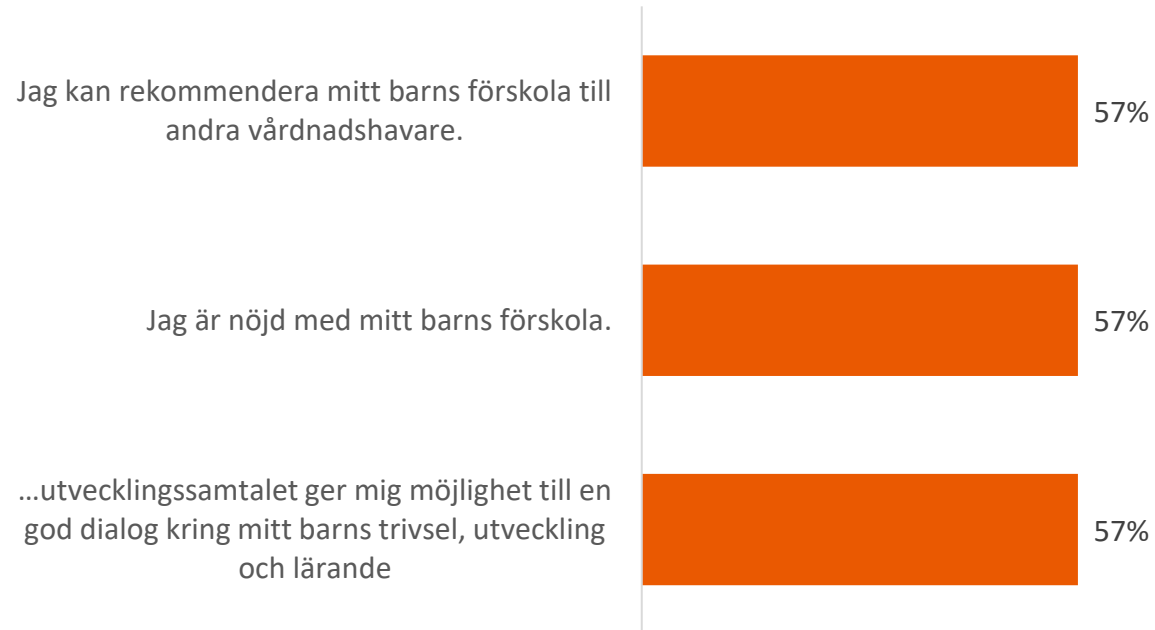 Jag kan rekommendera mitt barns förskola till
andra vårdnadshavare.
57%
Jag är nöjd med mitt barns förskola.
57%
…utvecklingssamtalet ger mig möjlighet till en
god dialog kring mitt barns trivsel, utveckling
och lärande
57%